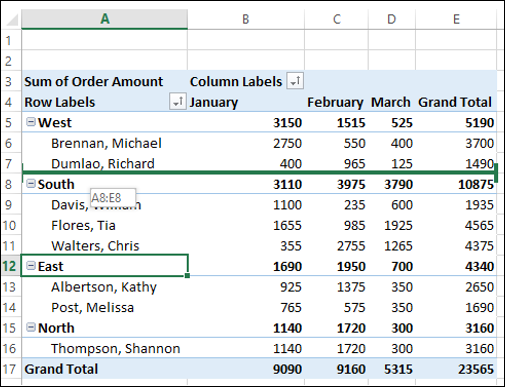 A B C D E
1
2
3 Sum of Order Amount Column Labels
4 Row Labels January February March Grand Total
5 West 3150 1515 525 5190
6 Brennan, Michael 2750 550 400 3700
7 Dumlao, Richard 400 965 125 1490
8 South 3110 3975 3790 10875
A8:E8
9 Davis, William 1100 235 600 1935
10 Flores, Tia 1655 985 1925 4565
11 Walters, Chris 355 2755 1265 4375
12 East 1690 1950 700 4340
13 Albertson, Kathy 925 1375 350 2650
14 Post, Melissa 765 575 350 1690
15 North 1140 1720 300 3160
16 Thompson, Shannon 1140 1720 300 3160
17 Grand Total 9090 9160 5315 23565